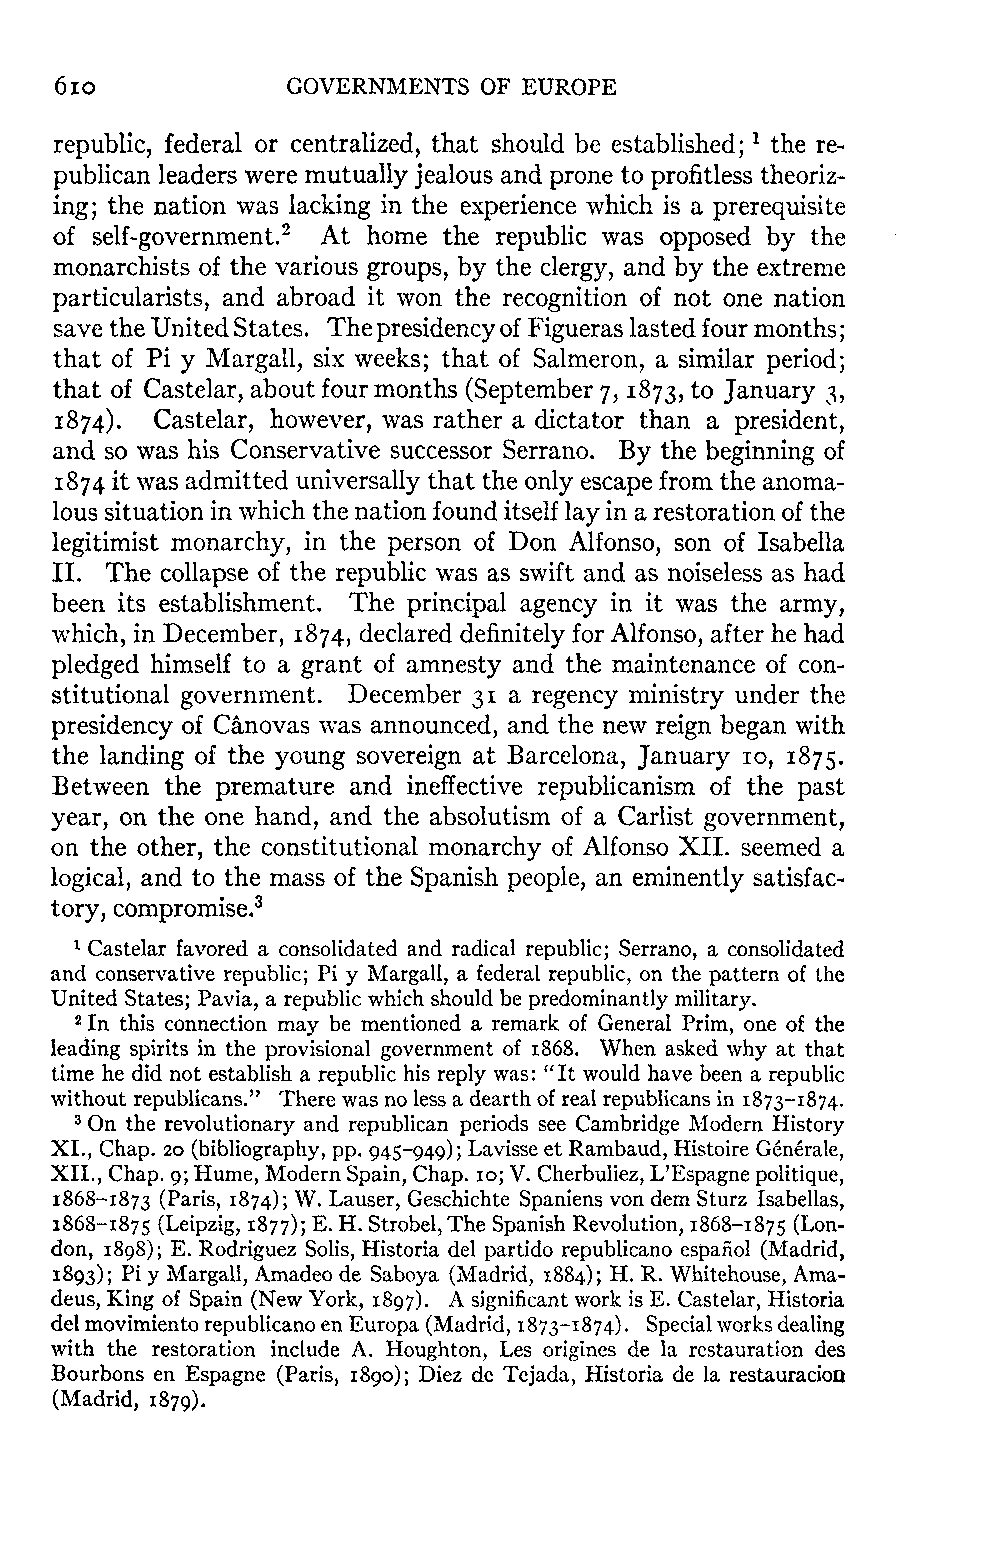 610 GOVERNMENTS OF EUROPE
republic, federal or centralized, that should be established; ¹ the re-
publican leaders were mutually jealous and prone to profitless theoriz-
ing; the nation was lacking in the experience which is a prerequisite
of self-government.² At home the republic was opposed by the
monarchists of the various groups, by the clergy, and by the extreme
particularists, and abroad it won the recognition of not one nation
save the United States. The presidency of Figueras lasted four months;
that of Pi y Margall, six weeks; that of Salmeron, a similar period;
that of Castelar, about four months (September 7, 1873, to January 3,
1874). Castelar, however, was rather a dictator than a president,
and so was his Conservative successor Serrano. By the beginning of
1874 it was admitted universally that the only escape from the anoma-
lous situation in which the nation found itself lay in a restoration of the
legitimist monarchy, in the person of Don Alfonso, son of Isabella
II. The collapse of the republic was as swift and as noiseless as had
been its establishment. The principal agency in it was the army,
which, in December, 1874, declared definitely for Alfonso, after he had
pledged himself to a grant of amnesty and the maintenance of con-
stitutional government. December 31 a regency ministry under the
presidency of Cânovas was announced, and the new reign began with
the landing of the young sovereign at Barcelona, January 10, 1875.
Between the premature and ineffective republicanism of the past
year, on the one hand, and the absolutism of a Carlist government,
on the other, the constitutional monarchy of Alfonso XII. seemed a
logical, and to the mass of the Spanish people, an eminently satisfac-
tory, compromise.³
¹ Castelar favored a consolidated and radical republic; Serrano, a consolidated
and conservative republic; Pi y Margall, a federal republic, on the pattern of the
United States; Pavia, a republic which should be predominantly military.
² In this connection may be mentioned a remark of General Prim, one of the
leading spirits in the provisional government of 1868. When asked why at that
time he did not establish a republic his reply was: "It would have been a republic
without republicans." There was no less a dearth of real republicans in 1873–1874.
³ On the revolutionary and republican periods see Cambridge Modern History
XI., Chap. 20 (bibliography, pp. 945–949); Lavisse et Rambaud, Histoire Générale,
XII., Chap. 9; Hume, Modern Spain, Chap. 10; V. Cherbuliez, L'Espagne politique,
1868–1873 (Paris, 1874); W. Lauser, Geschichte Spaniens von dem Sturz Isabellas,
1868–1875 (Leipzig, 1877); E. H. Strobel, The Spanish Revolution, 1868–1875 (Lon-
don, 1898); E. Rodriguez Solis, Historia del partido republicano español (Madrid,
1893); Pi y Margall, Amadeo de Saboya (Madrid, 1884); H. R. Whitehouse, Ama-
deus, King of Spain (New York, 1897). A significant work is E. Castelar, Historia
del movimiento republicano en Europa (Madrid, 1873–1874). Special works dealing
with the restoration include A. Houghton, Les origines de la restauration des
Bourbons en Espagne (Paris, 1890); Diez de Tejada, Historia de la restauracion
(Madrid, 1879).